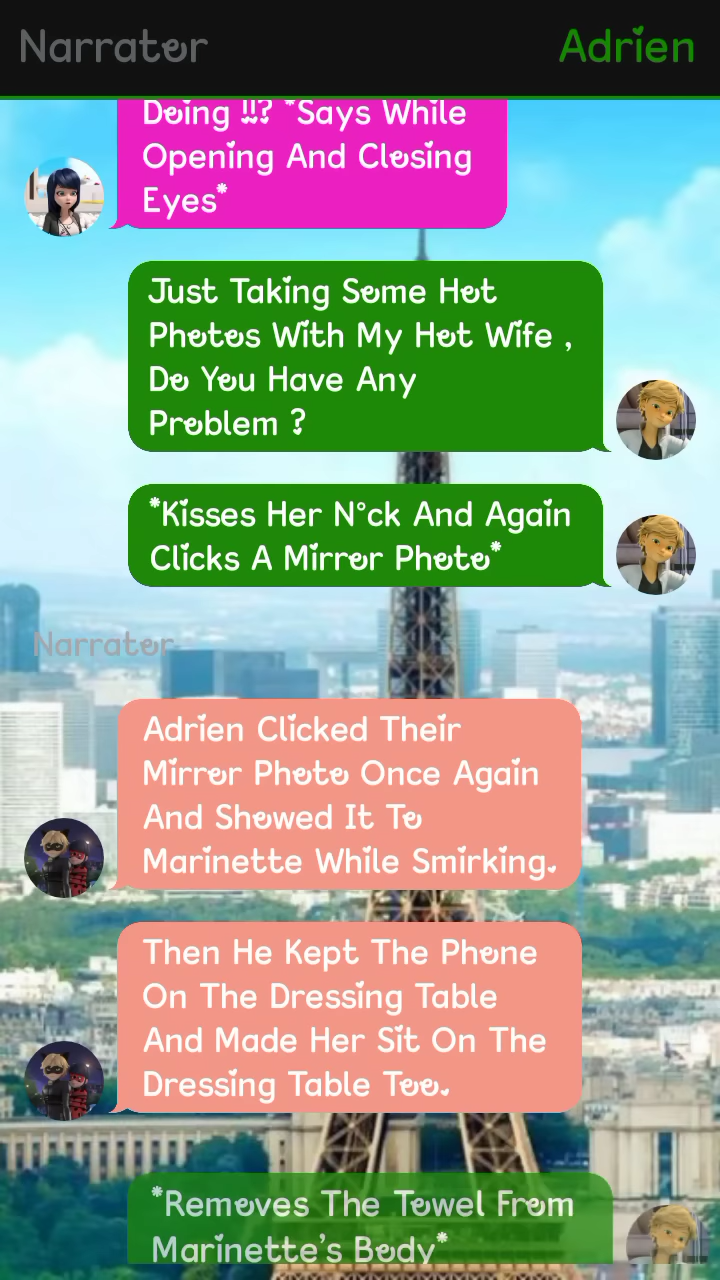 Narrator
Adrien
Doing !!? *Says While
Opening And Closing
Eyes*
Just Taking Some Hot
Photos With My Hot Wife ,
Do You Have Any
Problem ?
*Kisses Her N°ck And Again
Clicks A Mirror Photo*
Narrator
Adrien Clicked Their
Mirror Photo Once Again
And Showed It To
Marinette While Smirking.
Then He Kept The Phone
On The Dressing Table
And Made Her Sit On The
Dressing Table Too.
*Removes The Towel From
Marinette's Body*